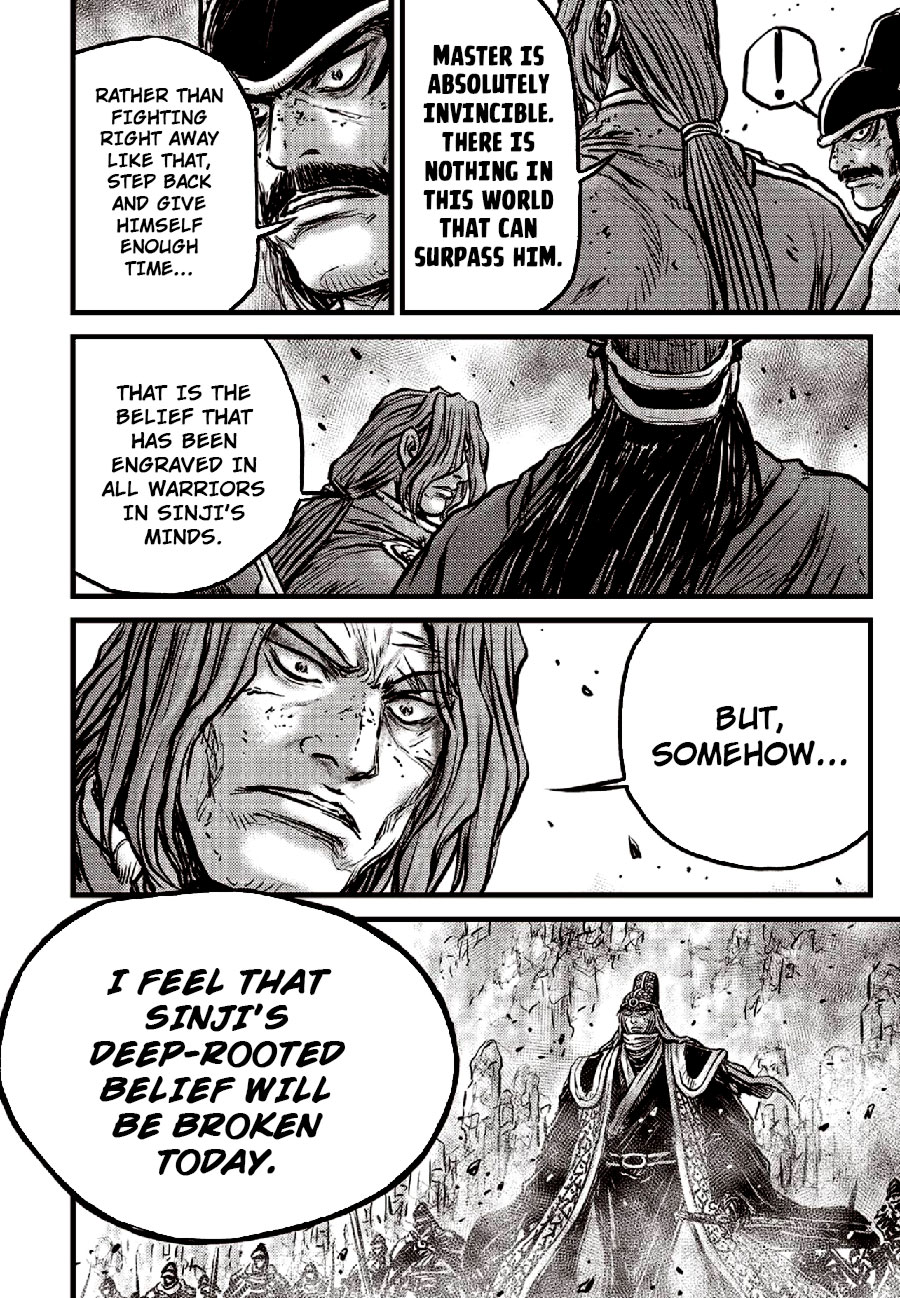 RATHER THAN
FIGHTING
RIGHT AWAY
LIKE THAT,
STEP BACK
AND GIVE
HIMSELF
ENOUGH
TIME...
MASTER IS
ABSOLUTELY
INVINCIBLE.
THERE IS
NOTHING IN
THIS WORLD
THAT CAN
SURPASS HIM.
!
THAT IS THE
BELIEF THAT
HAS BEEN
ENGRAVED IN
ALL WARRIORS
IN SINJI'S
MINDS.
BUT,
SOMEHOW...
I FEEL THAT
SINJI'S
DEEP-ROOTED
BELIEF WILL
BE BROKEN
TODAY.